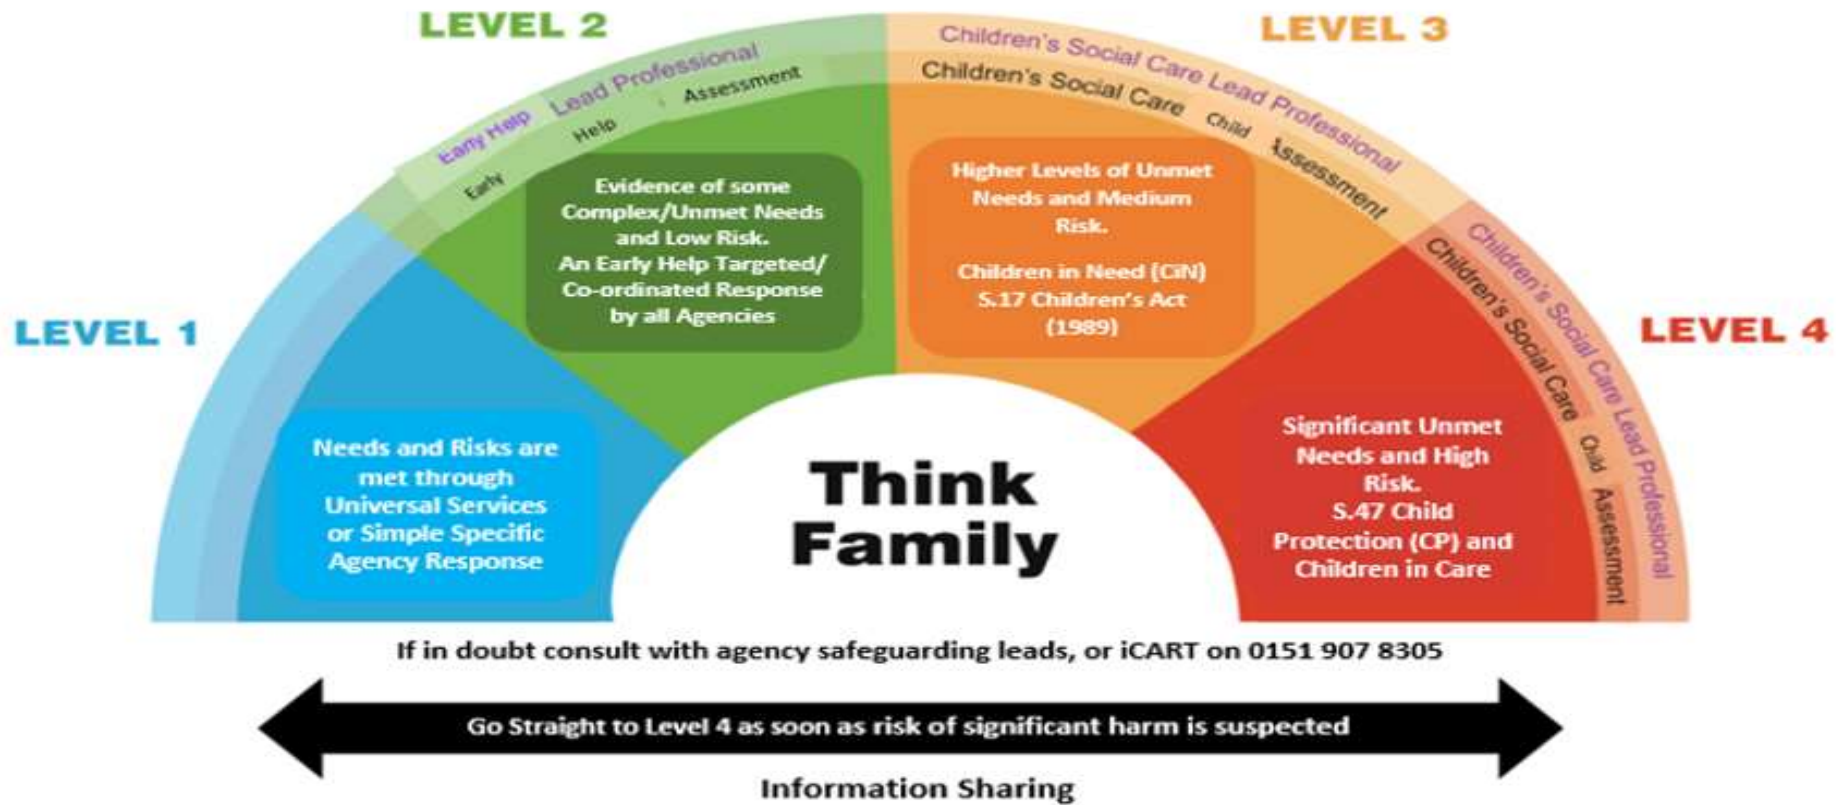 LEVEL 1
Needs and Risks are
met through
Universal Services
or Simple Specific
Agency Response
LEVEL 2
Early Help Lead Professional
Early Help Assessment
Evidence of some
Complex/Unmet Needs
and Low Risk.
An Early Help Targeted/
Co-ordinated Response
by all Agencies
LEVEL 3
Children's Social Care Lead Professional
Children's Social Care Child Assessment
Higher Levels of Unmet
Needs and Medium
Risk.
Children in Need (CiN)
S.17 Children's Act
(1989)
LEVEL 4
Children's Social Care Lead Professional
Children's Social Care Child Assessment
Significant Unmet
Needs and High
Risk.
S.47 Child
Protection (CP) and
Children in Care
Think
Family
If in doubt consult with agency safeguarding leads, or iCART on 0151 907 8305
Go Straight to Level 4 as soon as risk of significant harm is suspected
Information Sharing